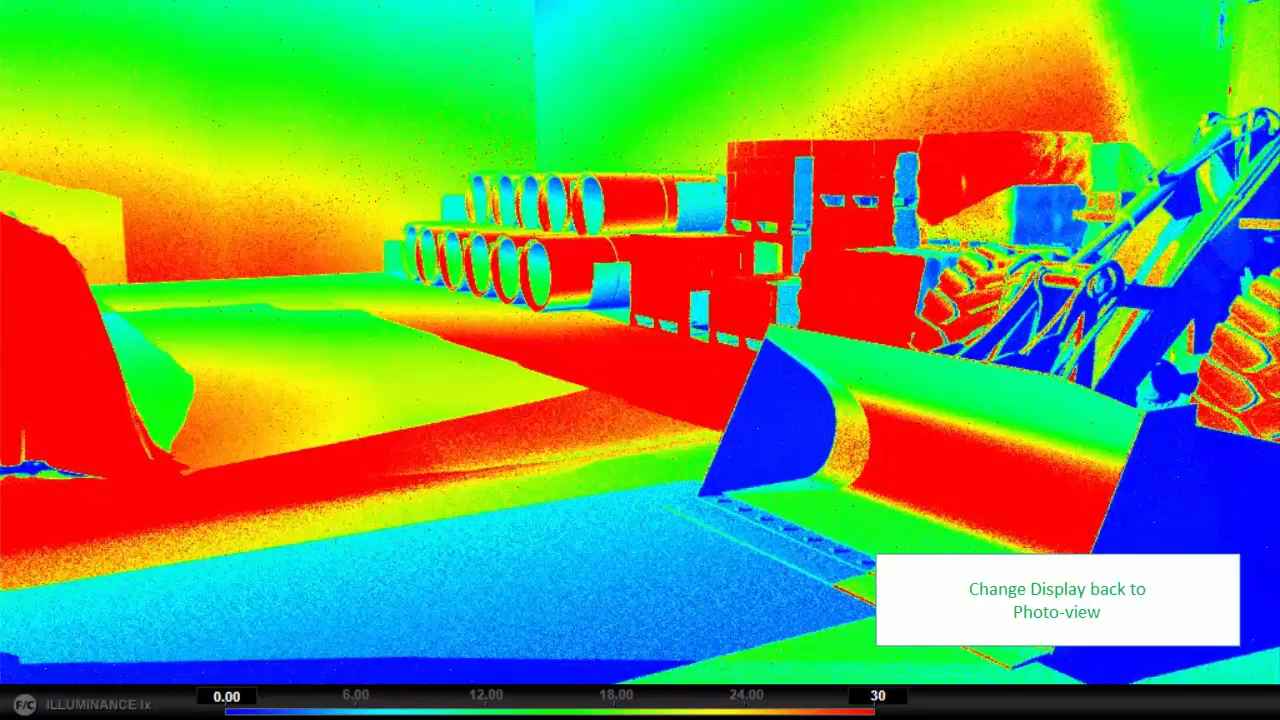 Change Display back to
Photo-view
F/C ILLUMINANCE lx 0.00 6.00 12.00 18.00 24.00 30